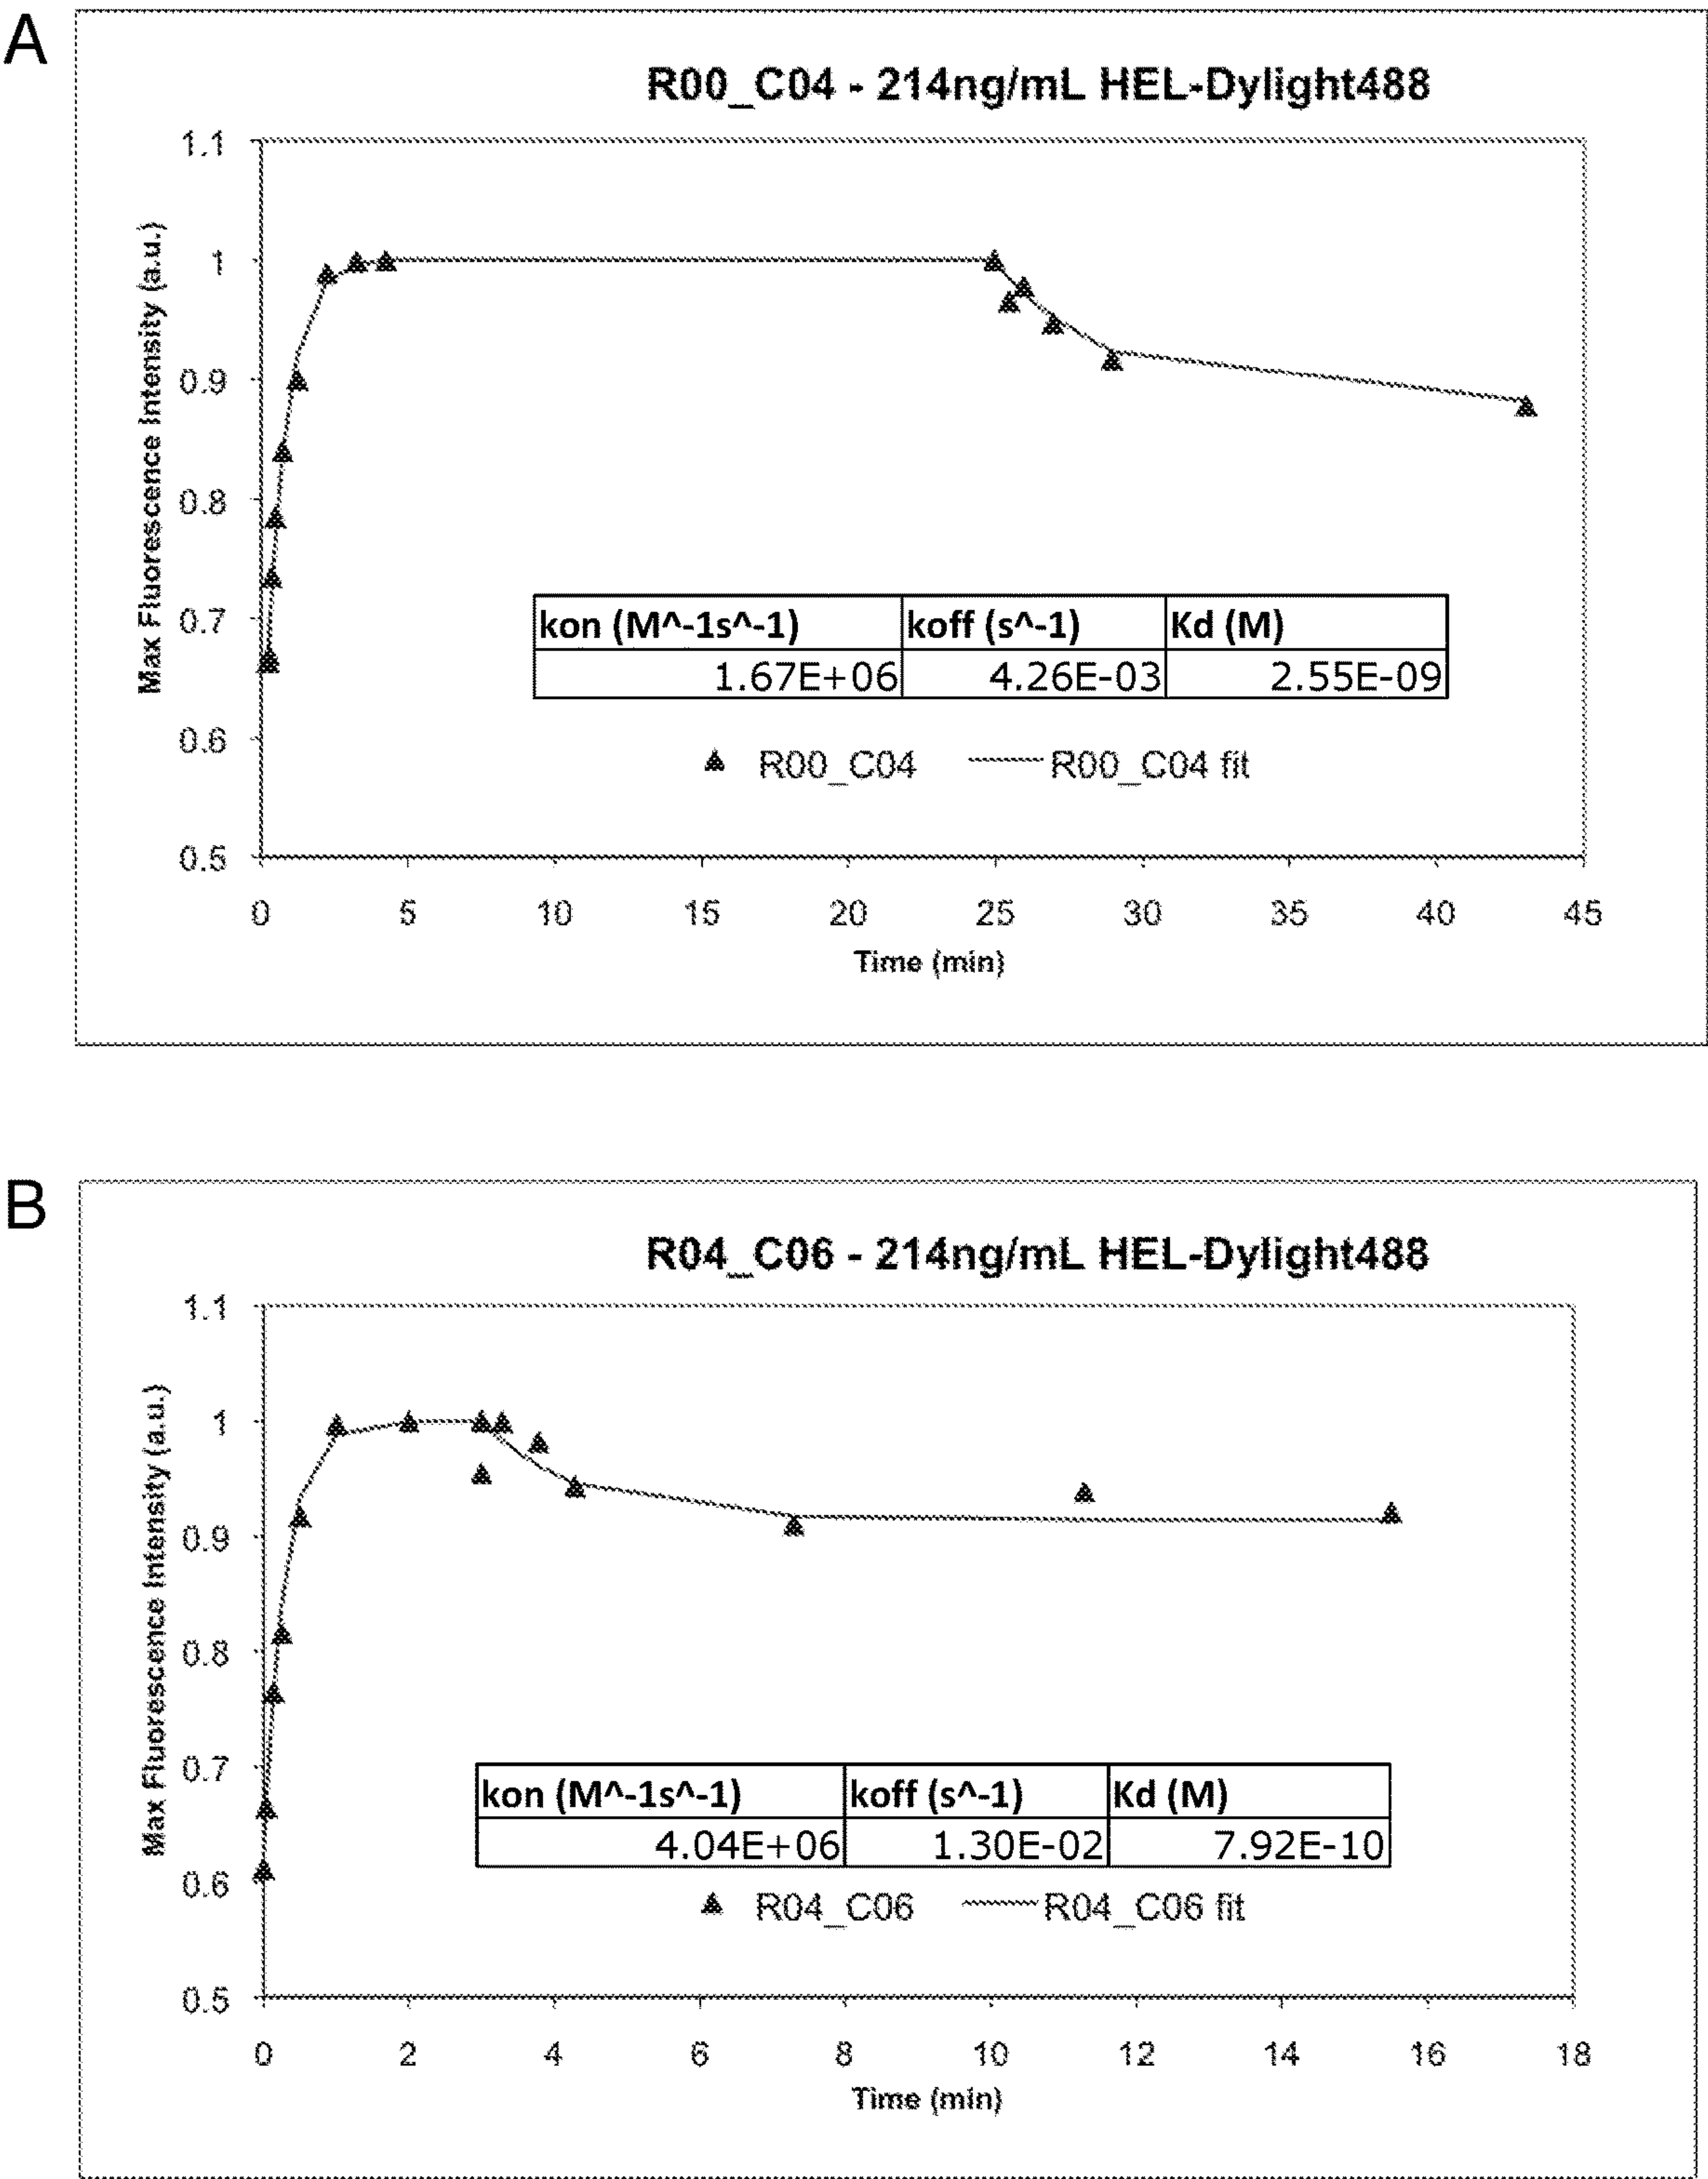 A
R00_C04 - 214ng/mL HEL-Dylight488
Max Fluorescence Intensity (a.u.)
1.1
1
0.9
0.8
0.7
0.6
0.5
kon (M^-1s^-1) koff (s^-1) Kd (M)
1.67E+06 4.26E-03 2.55E-09
R00_C04 R00_C04 fit
0 5 10 15 20 25 30 35 40 45
Time (min)
B
R04_C06 - 214ng/mL HEL-Dylight488
Max Fluorescence Intensity (a.u.)
1.1
1
0.9
0.8
0.7
0.6
0.5
kon (M^-1s^-1) koff (s^-1) Kd (M)
4.04E+06 1.30E-02 7.92E-10
R04_C06 R04_C06 fit
0 2 4 6 8 10 12 14 16 18
Time (min)